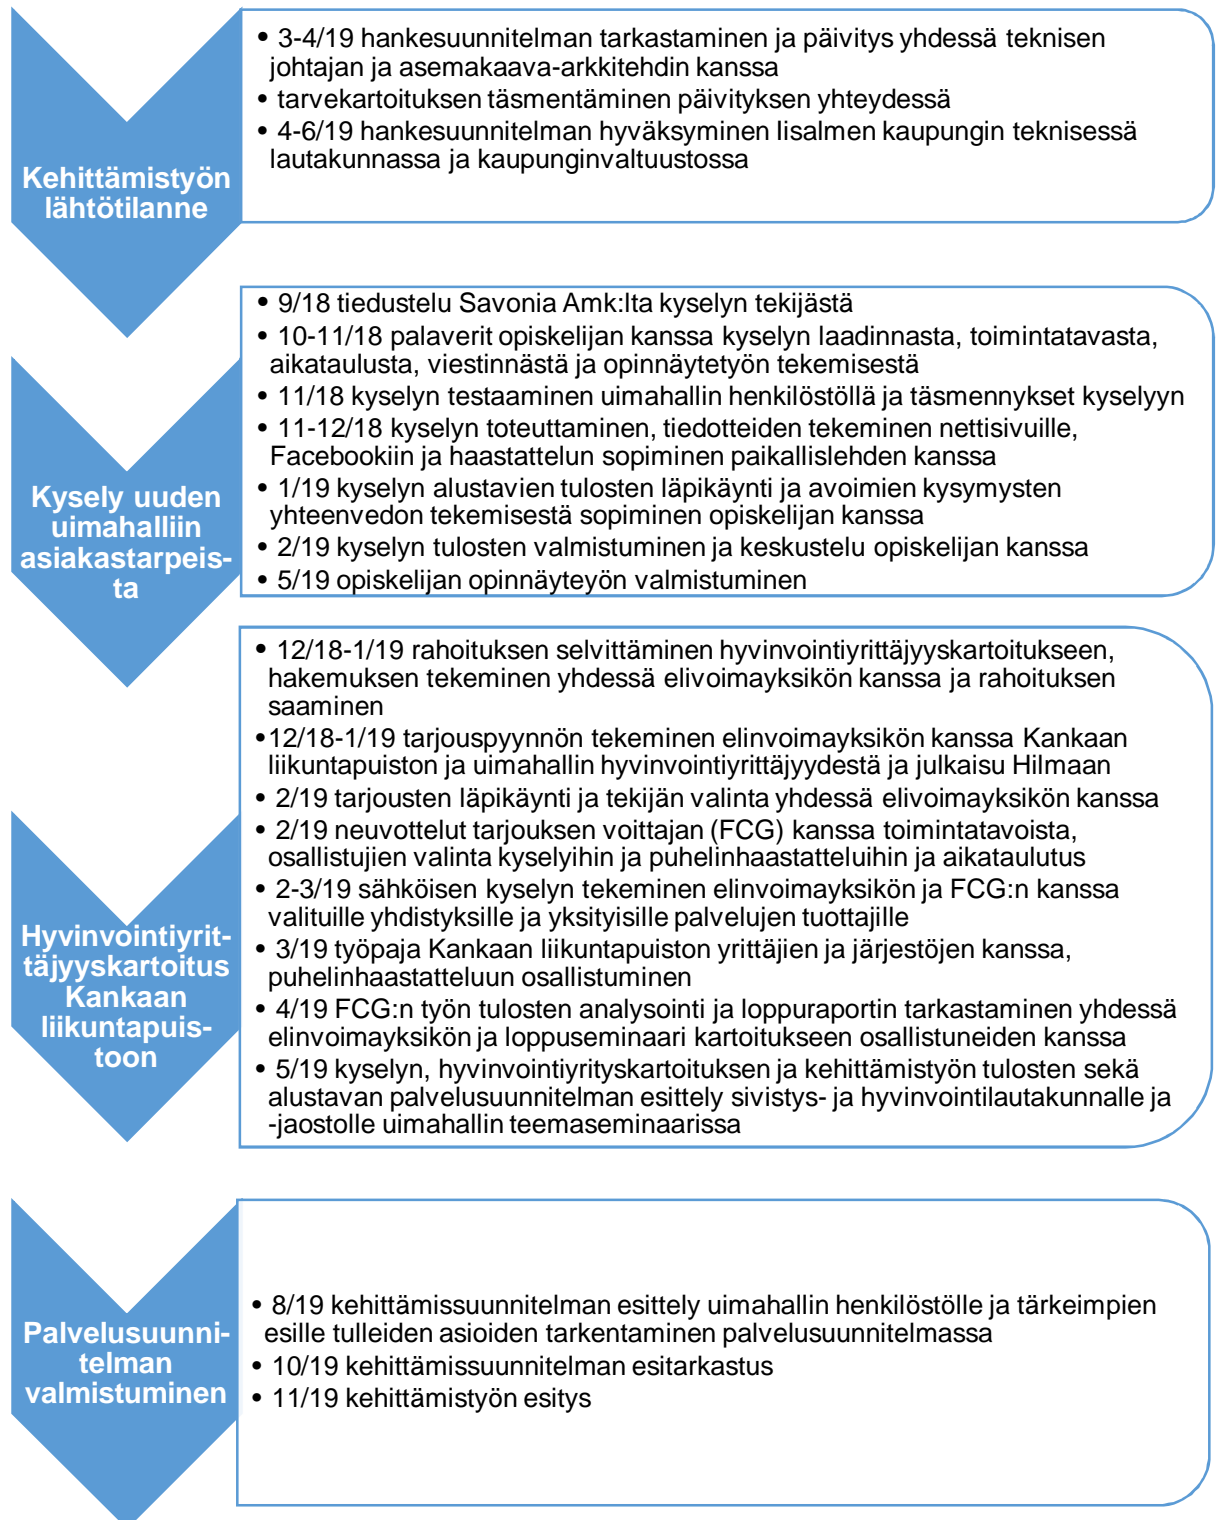 Kehittämistyön
lähtötilanne
• 3-4/19 hankesuunnitelman tarkastaminen ja päivitys yhdessä teknisen
johtajan ja asemakaava-arkkitehdin kanssa
• tarvekartoituksen täsmentäminen päivityksen yhteydessä
• 4-6/19 hankesuunnitelman hyväksyminen Iisalmen kaupungin teknisessä
lautakunnassa ja kaupunginvaltuustossa
Kysely uuden
uimahalliin
asiakastarpeis-
ta
• 9/18 tiedustelu Savonia Amk:lta kyselyn tekijästä
• 10-11/18 palaverit opiskelijan kanssa kyselyn laadinnasta, toimintatavasta,
aikataulusta, viestinnästä ja opinnäytetyön tekemisestä
• 11/18 kyselyn testaaminen uimahallin henkilöstöllä ja täsmennykset kyselyyn
• 11-12/18 kyselyn toteuttaminen, tiedotteiden tekeminen nettisivuille,
Facebookiin ja haastattelun sopiminen paikallislehden kanssa
• 1/19 kyselyn alustavien tulosten läpikäynti ja avoimien kysymysten
yhteenvedon tekemisestä sopiminen opiskelijan kanssa
• 2/19 kyselyn tulosten valmistuminen ja keskustelu opiskelijan kanssa
• 5/19 opiskelijan opinnäyteyön valmistuminen
Hyvinvointiyrit-
täjyyskartoitus
Kankaan
liikuntapuis-
toon
• 12/18-1/19 rahoituksen selvittäminen hyvinvointiyrittäjyyskartoitukseen,
hakemuksen tekeminen yhdessä elivoimayksikön kanssa ja rahoituksen
saaminen
•12/18-1/19 tarjouspyynnön tekeminen elinvoimayksikön kanssa Kankaan
liikuntapuiston ja uimahallin hyvinvointiyrittäjyydestä ja julkaisu Hilmaan
• 2/19 tarjousten läpikäynti ja tekijän valinta yhdessä elivoimayksikön kanssa
• 2/19 neuvottelut tarjouksen voittajan (FCG) kanssa toimintatavoista,
osallistujien valinta kyselyihin ja puhelinhaastatteluihin ja aikataulutus
• 2-3/19 sähköisen kyselyn tekeminen elinvoimayksikön ja FCG:n kanssa
valituille yhdistyksille ja yksityisille palvelujen tuottajille
• 3/19 työpaja Kankaan liikuntapuiston yrittäjien ja järjestöjen kanssa,
puhelinhaastatteluun osallistuminen
• 4/19 FCG:n työn tulosten analysointi ja loppuraportin tarkastaminen yhdessä
elinvoimayksikön ja loppuseminaari kartoitukseen osallistuneiden kanssa
• 5/19 kyselyn, hyvinvointiyrityskartoituksen ja kehittämistyön tulosten sekä
alustavan palvelusuunnitelman esittely sivistys- ja hyvinvointilautakunnalle ja
-jaostolle uimahallin teemaseminaarissa
Palvelusuunni-
telman
valmistuminen
• 8/19 kehittämissuunnitelman esittely uimahallin henkilöstölle ja tärkeimpien
esille tulleiden asioiden tarkentaminen palvelusuunnitelmassa
• 10/19 kehittämissuunnitelman esitarkastus
• 11/19 kehittämistyön esitys